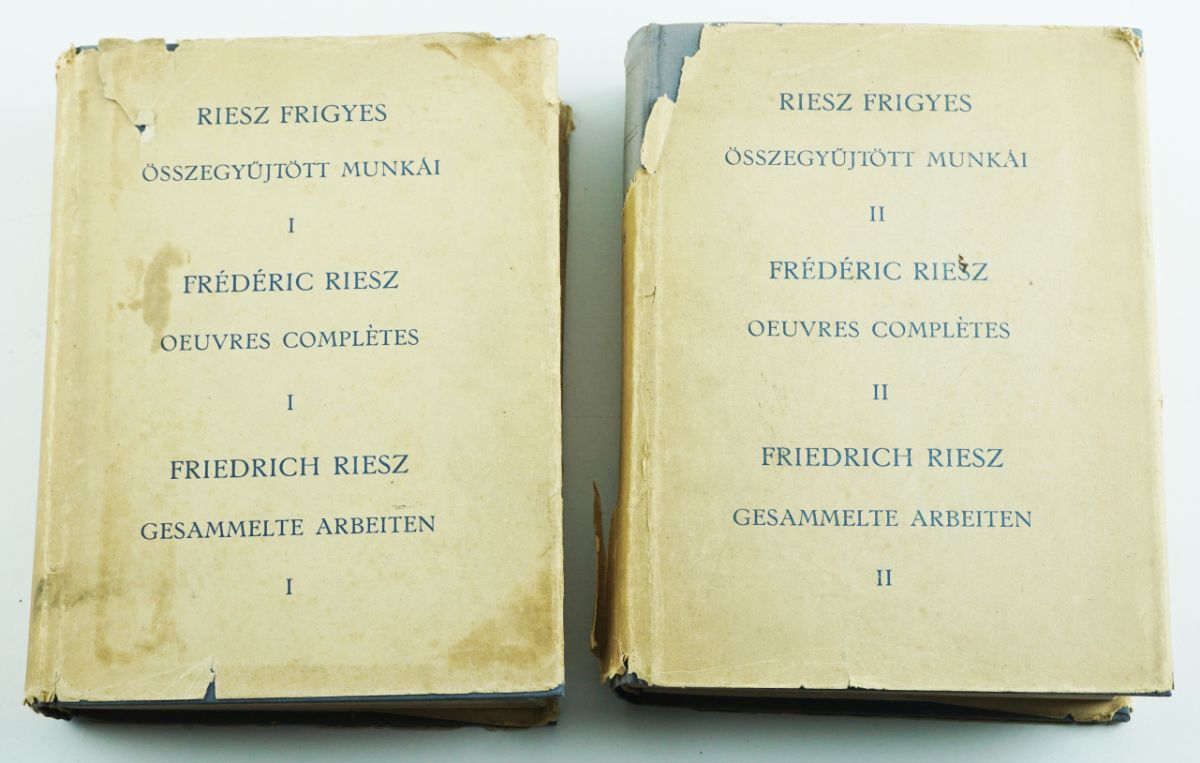 RIESZ FRIGYES
ÖSSZEGYŰJTÖTT MUNKÁI
I
FRÉDÉRIC RIESZ
OEUVRES COMPLÈTES
I
FRIEDRICH RIESZ
GESAMMELTE ARBEITEN
I
RIESZ FRIGYES
ÖSSZEGYŰJTÖTT MUNKÁI
II
FRÉDÉRIC RIESZ
OEUVRES COMPLÈTES
II
FRIEDRICH RIESZ
GESAMMELTE ARBEITEN
II